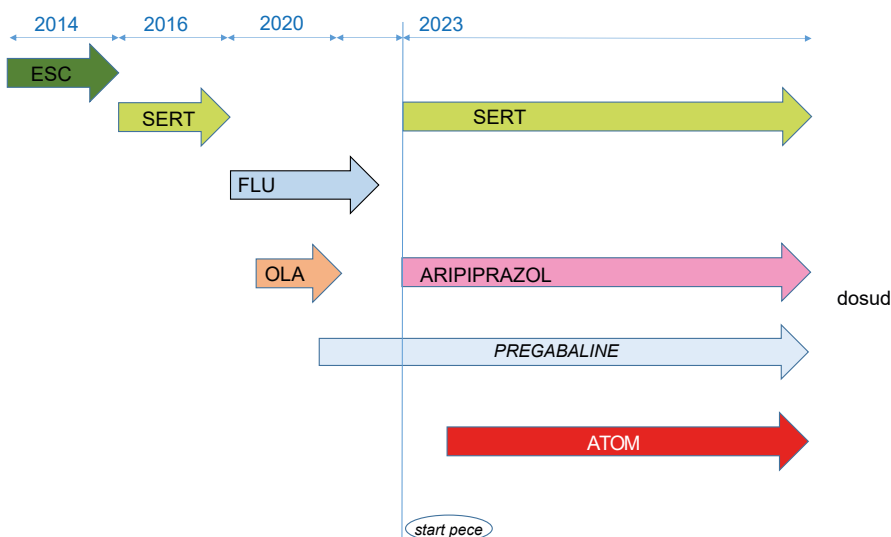 2014 2016 2020 2023
ESC
SERT SERT
FLU
OLA ARIPIPRAZOL
dosud
PREGABALINE
ATOM
start pece